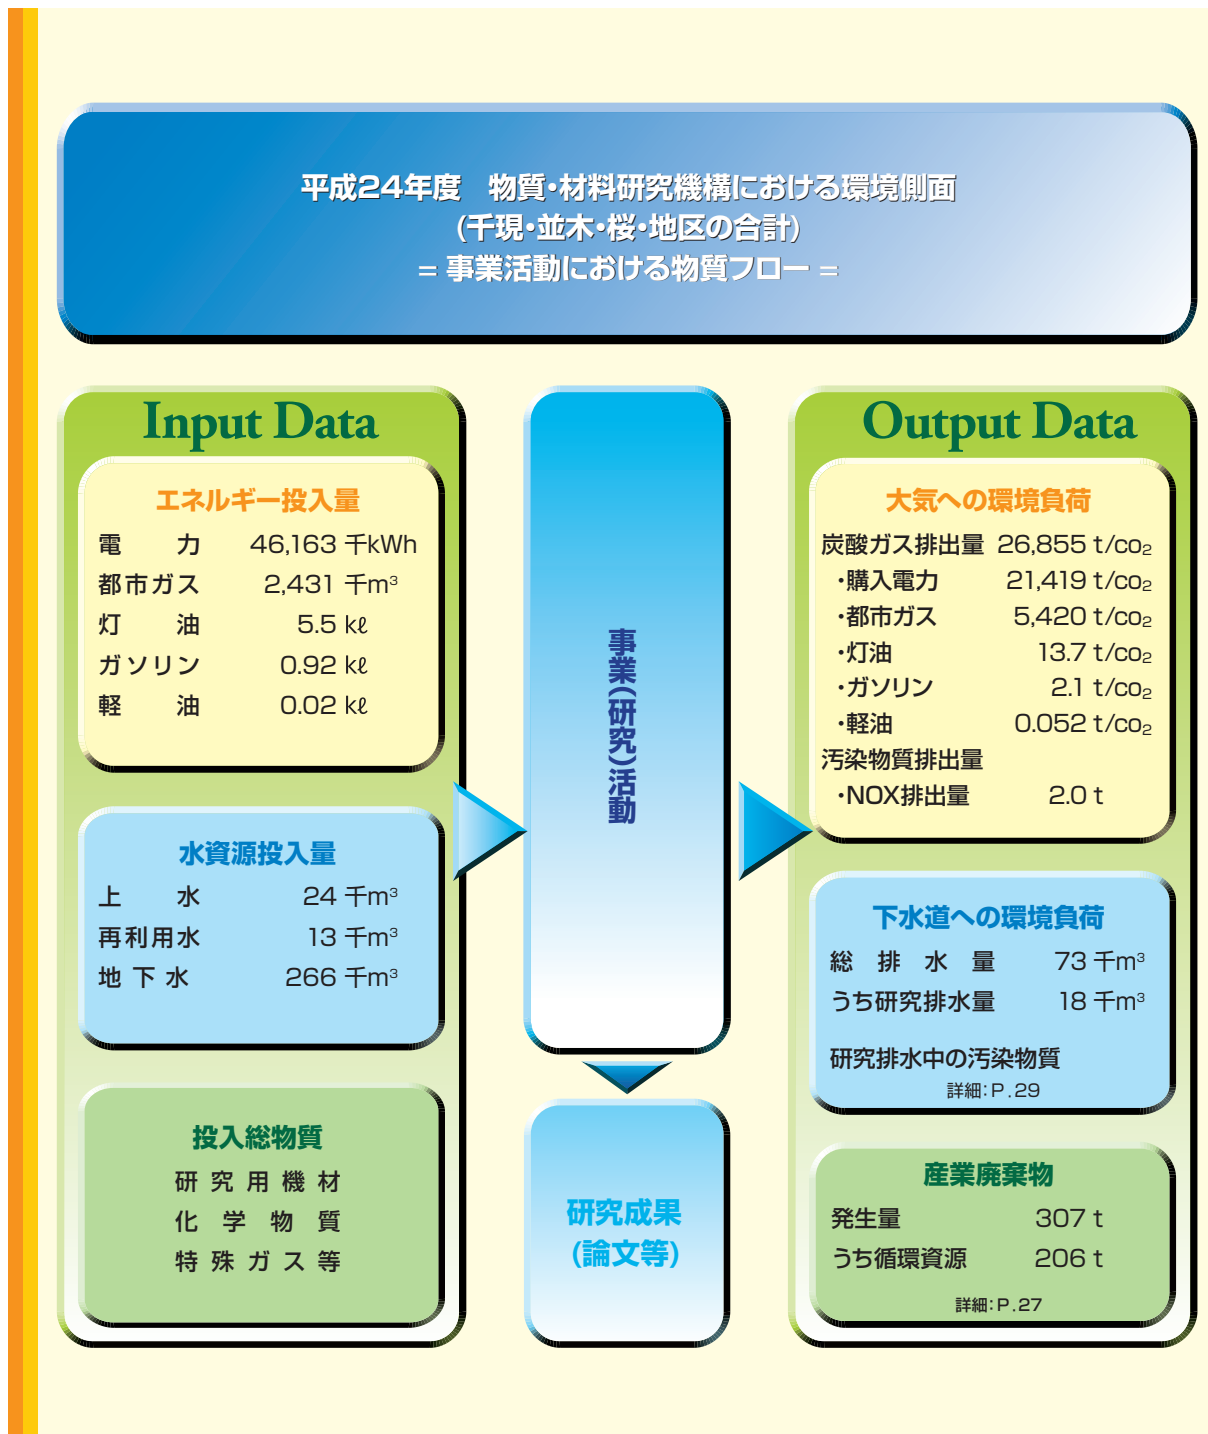 平成24年度　物質・材料研究機構における環境側面
(千現・並木・桜・地区の合計)
= 事業活動における物質フロー =
Input Data
エネルギー投入量
電力 46,163 千kWh
都市ガス 2,431 千m³
灯油 5.5 kℓ
ガソリン 0.92 kℓ
軽油 0.02 kℓ
水資源投入量
上水 24 千m³
再利用水 13 千m³
地下水 266 千m³
投入総物質
研究用機材
化学物質
特殊ガス等
事業(研究)活動
研究成果
(論文等)
Output Data
大気への環境負荷
炭酸ガス排出量 26,855 t/co₂
・購入電力 21,419 t/co₂
・都市ガス 5,420 t/co₂
・灯油 13.7 t/co₂
・ガソリン 2.1 t/co₂
・軽油 0.052 t/co₂
汚染物質排出量
・NOX排出量 2.0 t
下水道への環境負荷
総排水量 73 千m³
うち研究排水量 18 千m³
研究排水中の汚染物質
詳細：P.29
産業廃棄物
発生量 307 t
うち循環資源 206 t
詳細：P.27